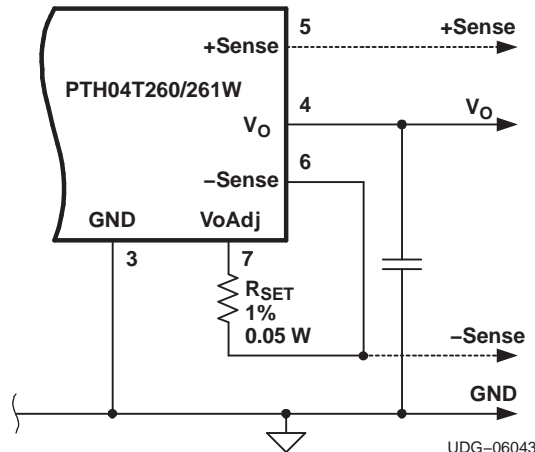 5
+Sense
+Sense
PTH04T260/261W
4
VO
VO
6
−Sense
GND
VoAdj
3
7
RSET
1%
0.05 W
−Sense
GND
UDG−06043